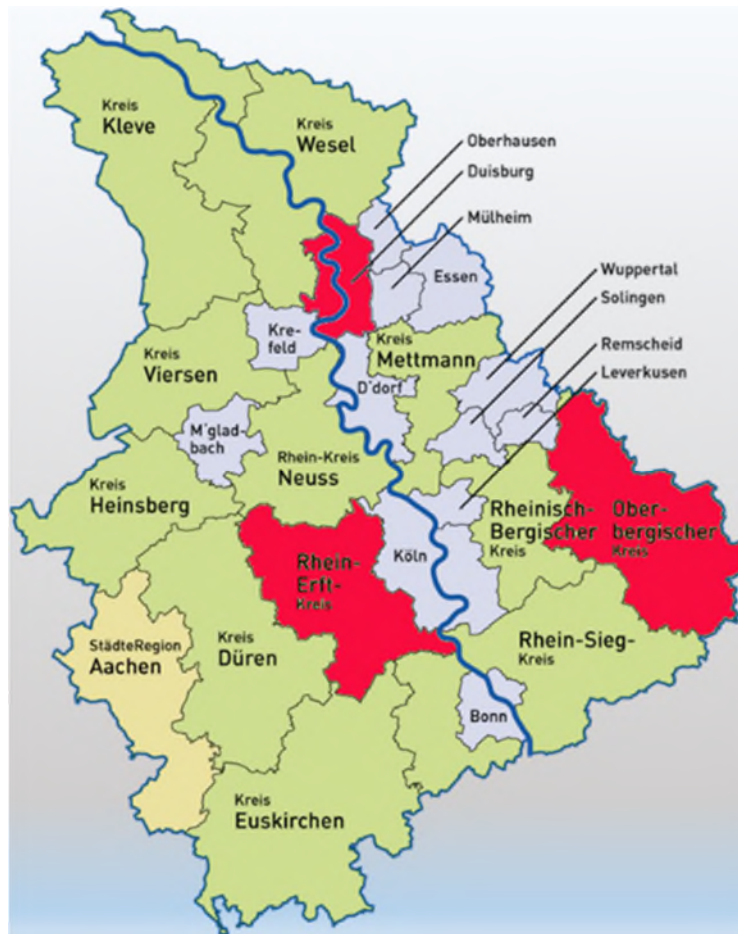 Kreis
Kleve
Kreis
Wesel
Oberhausen
Duisburg
Mülheim
Essen
Wuppertal
Solingen
Remscheid
Leverkusen
Kre-
feld
Kreis
Mettmann
Kreis
Viersen
D'dorf
M'glad-
bach
Rhein-Kreis
Neuss
Kreis
Heinsberg
Rheinisch-
Bergischer
Kreis
Ober-
bergischer
Kreis
Köln
Rhein-
Erft-
Kreis
StädteRegion
Aachen
Kreis
Düren
Rhein-Sieg-
Kreis
Bonn
Kreis
Euskirchen